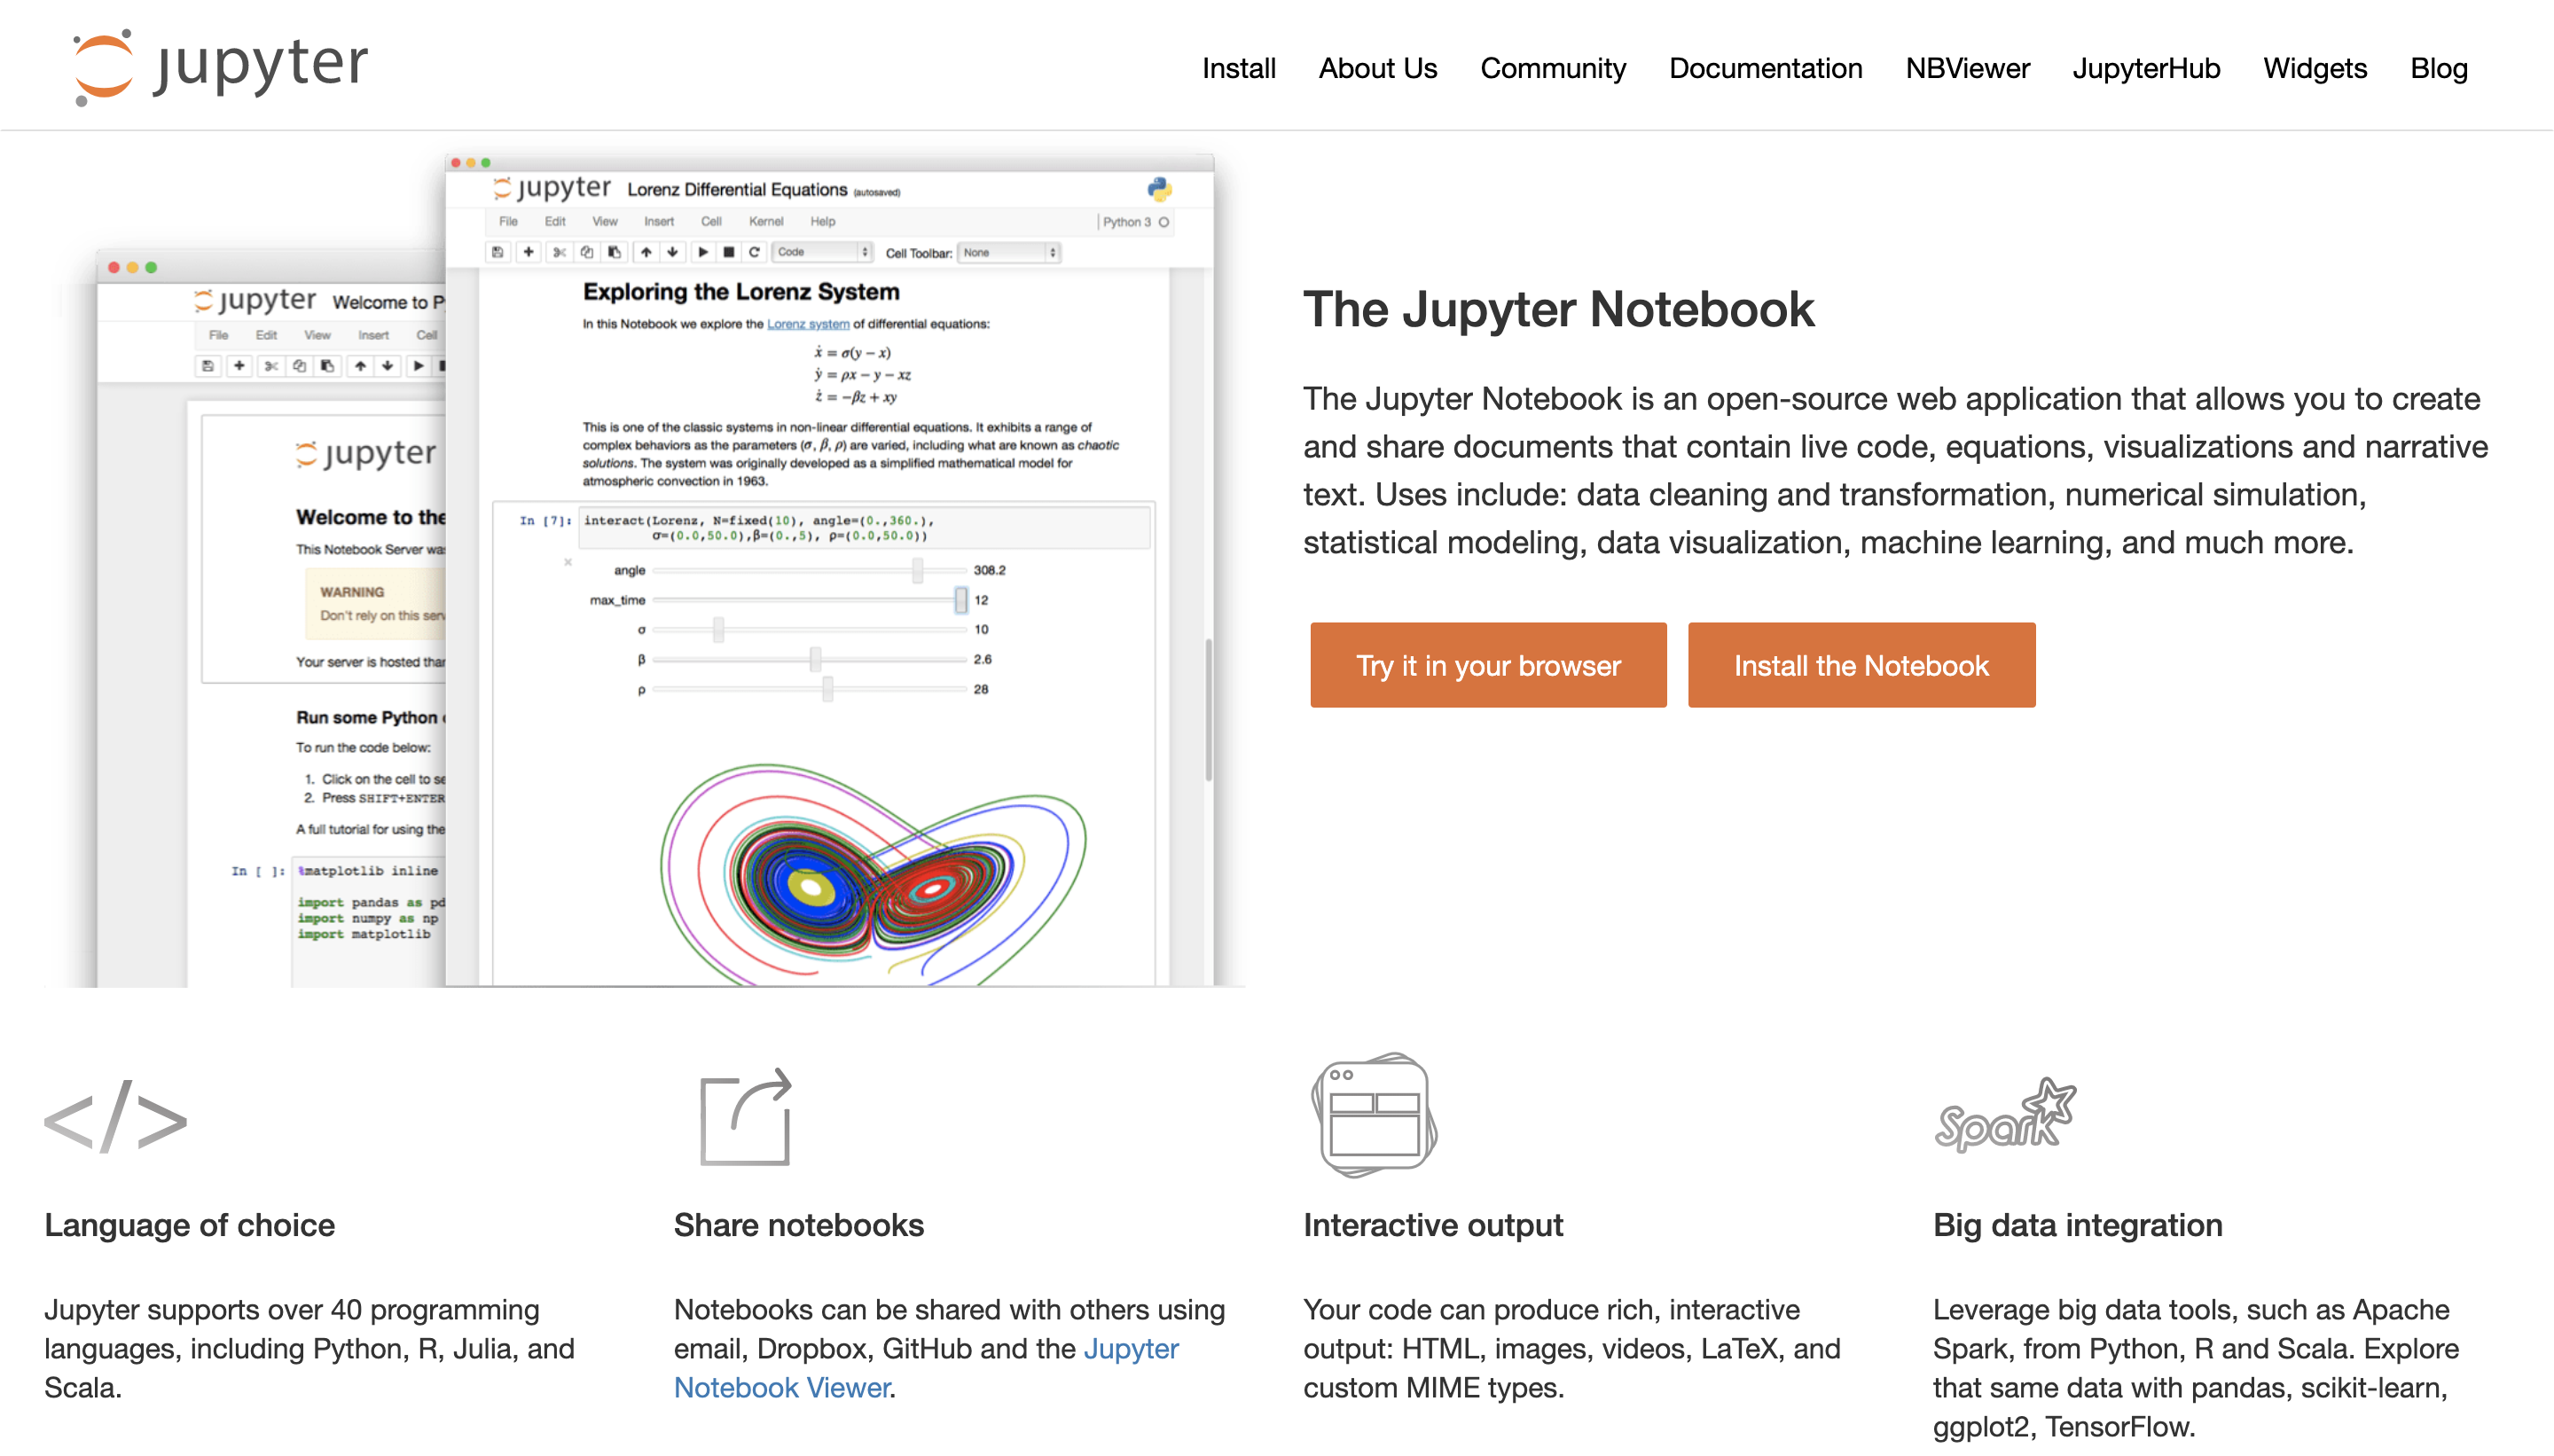 jupyter
Install About Us Community Documentation NBViewer JupyterHub Widgets Blog
jupyter Welcome to P
File Edit View Insert Cell
jupyter
Welcome to the
This Notebook Server was
WARNING
Don't rely on this serv
Your server is hosted than
Run some Python
To run the code below:
1. Click on the cell to se
2. Press SHIFT+ENTER
A full tutorial for using the
In [ ]: %matplotlib inline
import pandas as pd
import numpy as np
import matplotlib
jupyter Lorenz Differential Equations (autosaved)
File Edit View Insert Cell Kernel Help Python 3
Code Cell Toolbar: None
Exploring the Lorenz System
In this Notebook we explore the Lorenz system of differential equations:
ẋ = σ(y − x)
ẏ = ρx − y − xz
ż = −βz + xy
This is one of the classic systems in non-linear differential equations. It exhibits a range of
complex behaviors as the parameters (σ, β, ρ) are varied, including what are known as chaotic
solutions. The system was originally developed as a simplified mathematical model for
atmospheric convection in 1963.
In [7]: interact(Lorenz, N=fixed(10), angle=(0.,360.),
σ=(0.0,50.0),β=(0.,5), ρ=(0.0,50.0))
angle 308.2
max_time 12
σ 10
β 2.6
ρ 28
The Jupyter Notebook
The Jupyter Notebook is an open-source web application that allows you to create
and share documents that contain live code, equations, visualizations and narrative
text. Uses include: data cleaning and transformation, numerical simulation,
statistical modeling, data visualization, machine learning, and much more.
Try it in your browser Install the Notebook
</>
Language of choice
Jupyter supports over 40 programming
languages, including Python, R, Julia, and
Scala.
Share notebooks
Notebooks can be shared with others using
email, Dropbox, GitHub and the Jupyter
Notebook Viewer.
Interactive output
Your code can produce rich, interactive
output: HTML, images, videos, LaTeX, and
custom MIME types.
Spark
Big data integration
Leverage big data tools, such as Apache
Spark, from Python, R and Scala. Explore
that same data with pandas, scikit-learn,
ggplot2, TensorFlow.